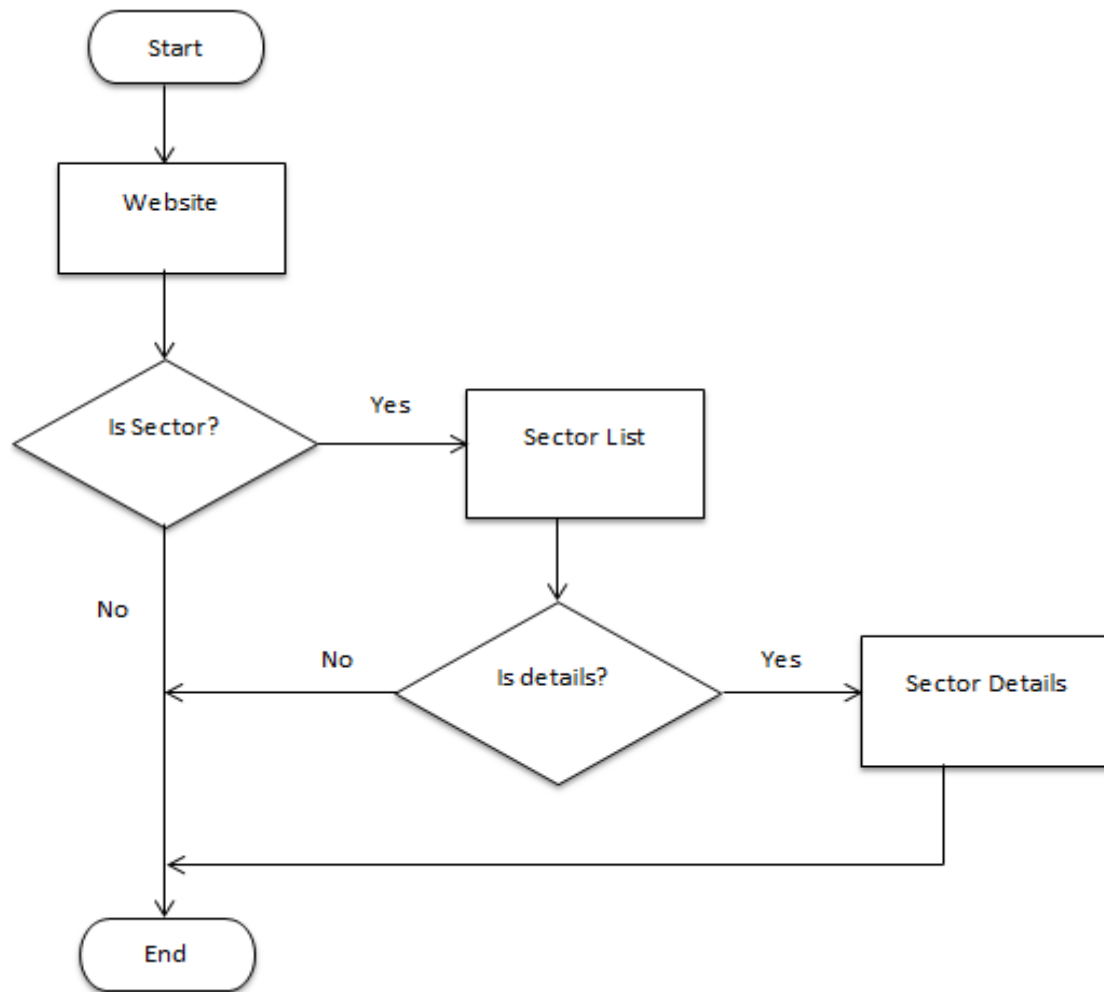 Start
Website
Is Sector?
Yes
Sector List
No
No
Is details?
Yes
Sector Details
End